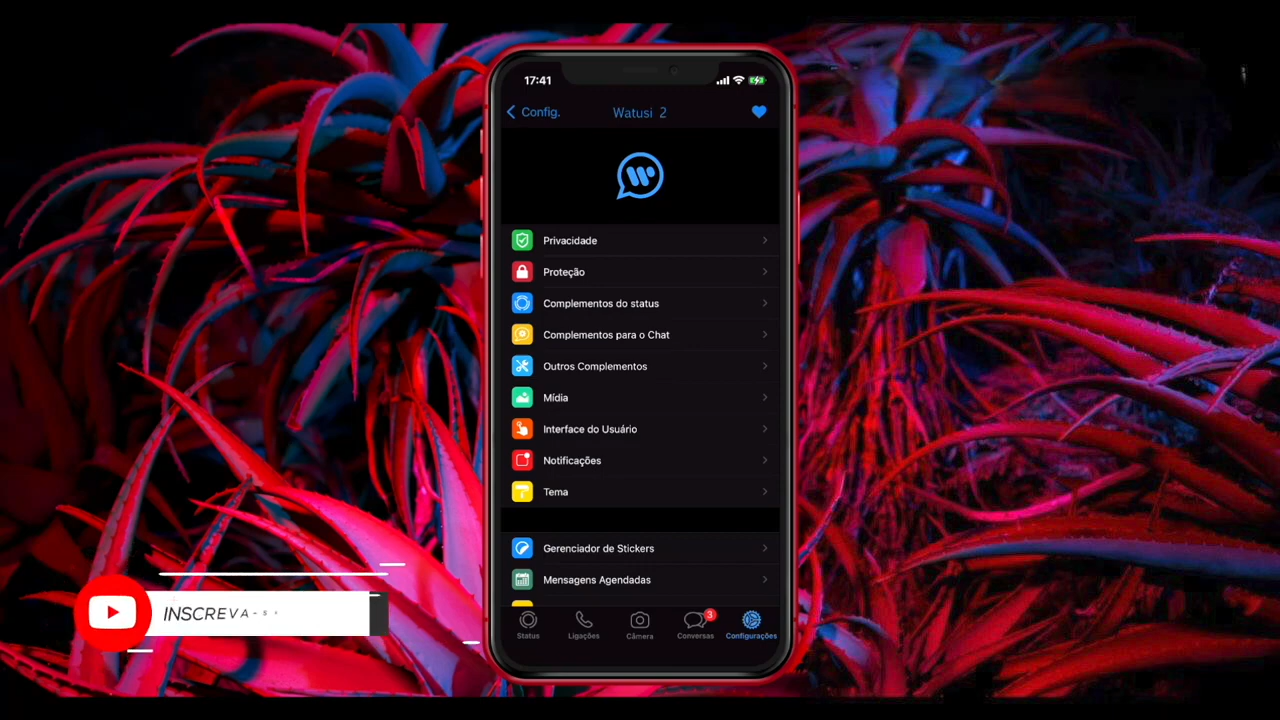 17:41
Config.
Watusi 2
Privacidade
Proteção
Complementos do status
Complementos para o Chat
Outros Complementos
Mídia
Interface do Usuário
Notificações
Tema
Gerenciador de Stickers
Mensagens Agendadas
Status
Ligações
Câmera
3
Conversas
Configurações
INSCREVA-S